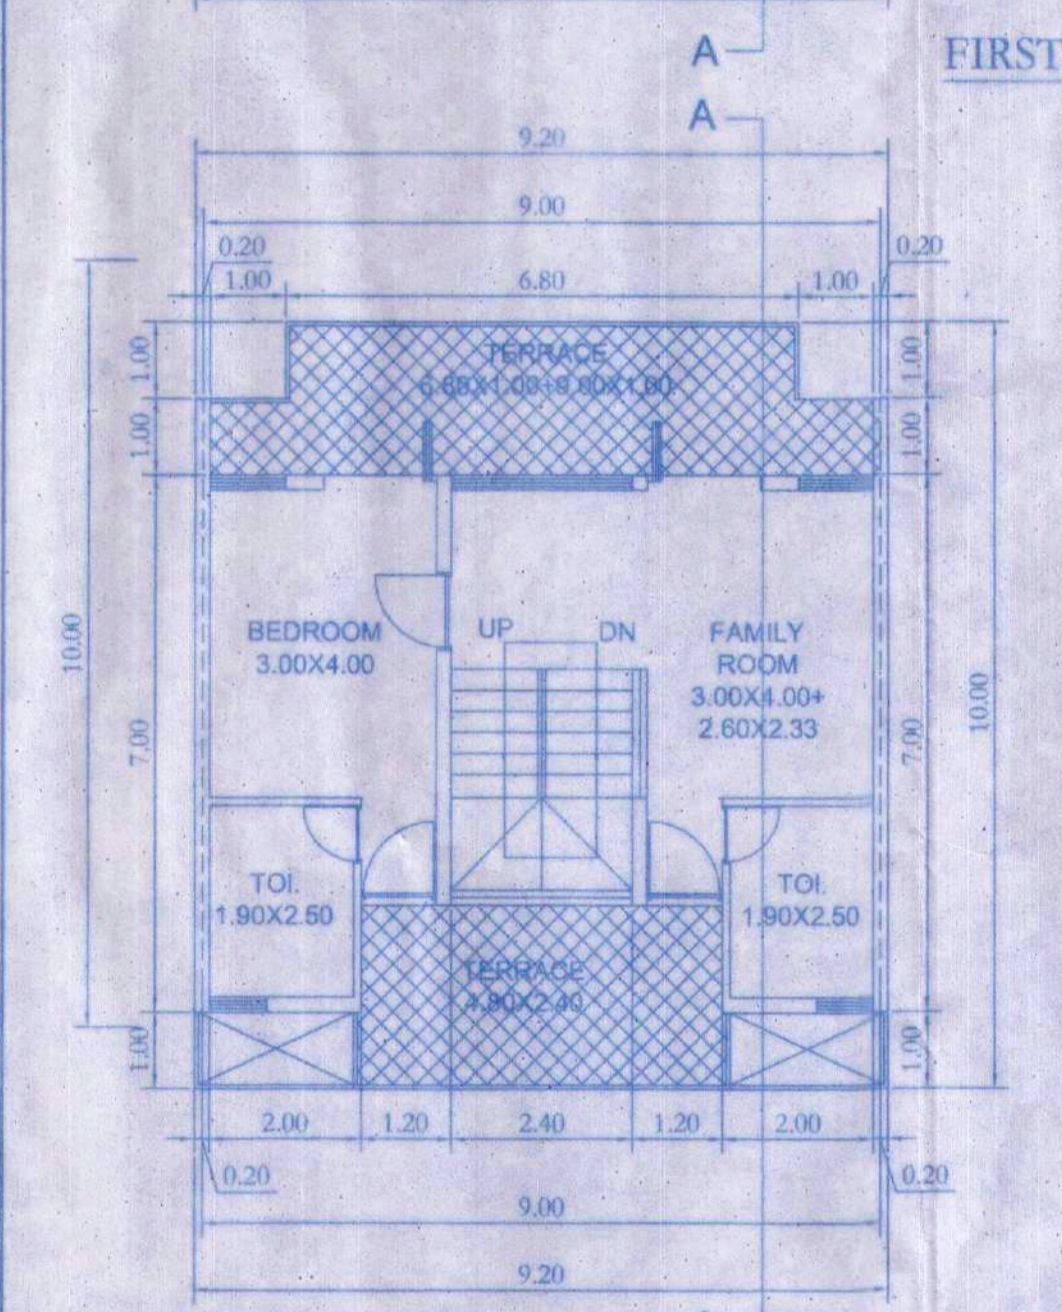 A
FIRST
A
9.20
9.00
0.20
0.20
1.00
6.80
1.00
1.00
TERRACE
1.00
1.00
1.00
10.00
BEDROOM
3.00X4.00
UP
DN
FAMILY
ROOM
3.00X4.00+
2.60X2.33
7.00
7.00
10.00
TOI.
1.90X2.50
TOI.
1.90X2.50
TERRACE
4.80X2.40
1.00
1.00
2.00
1.20
2.40
1.20
2.00
0.20
0.20
9.00
9.20